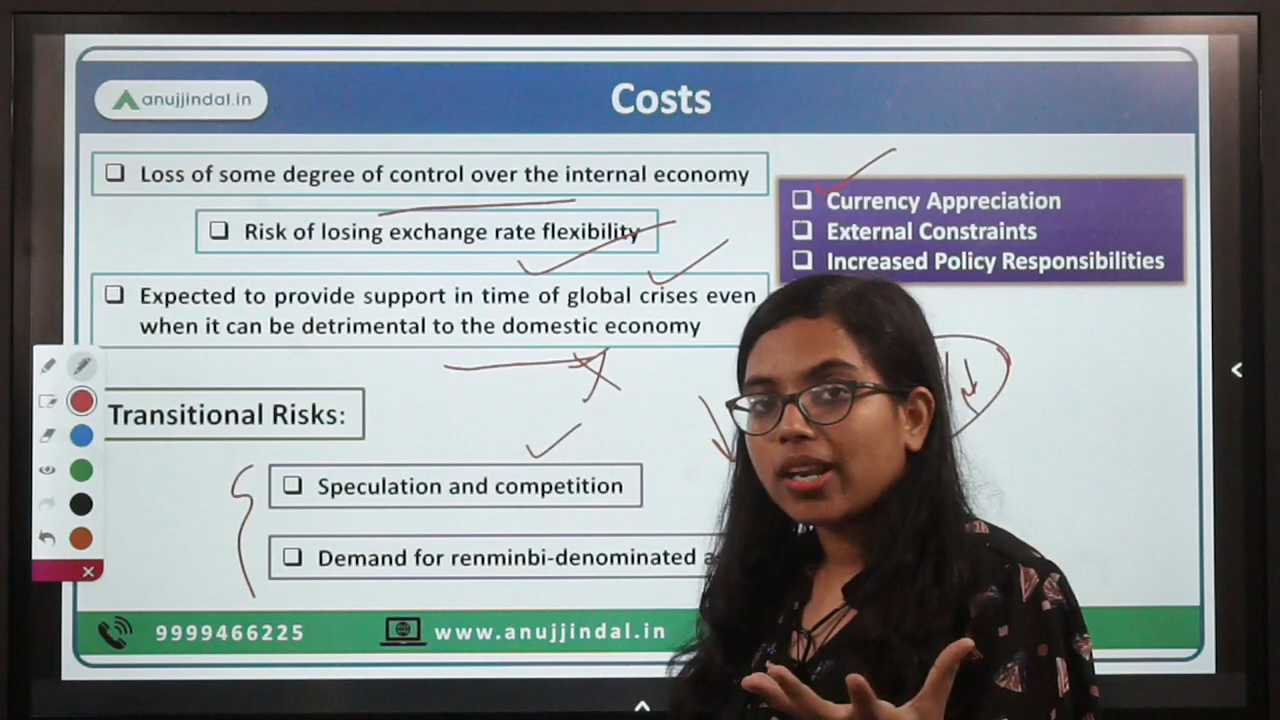 anujjindal.in
Costs
❑ Loss of some degree of control over the internal economy
❑ Risk of losing exchange rate flexibility
❑ Expected to provide support in time of global crises even
when it can be detrimental to the domestic economy
❑ Currency Appreciation
❑ External Constraints
❑ Increased Policy Responsibilities
Transitional Risks:
❑ Speculation and competition
❑ Demand for renminbi-denominated
9999466225
www.anujjindal.in